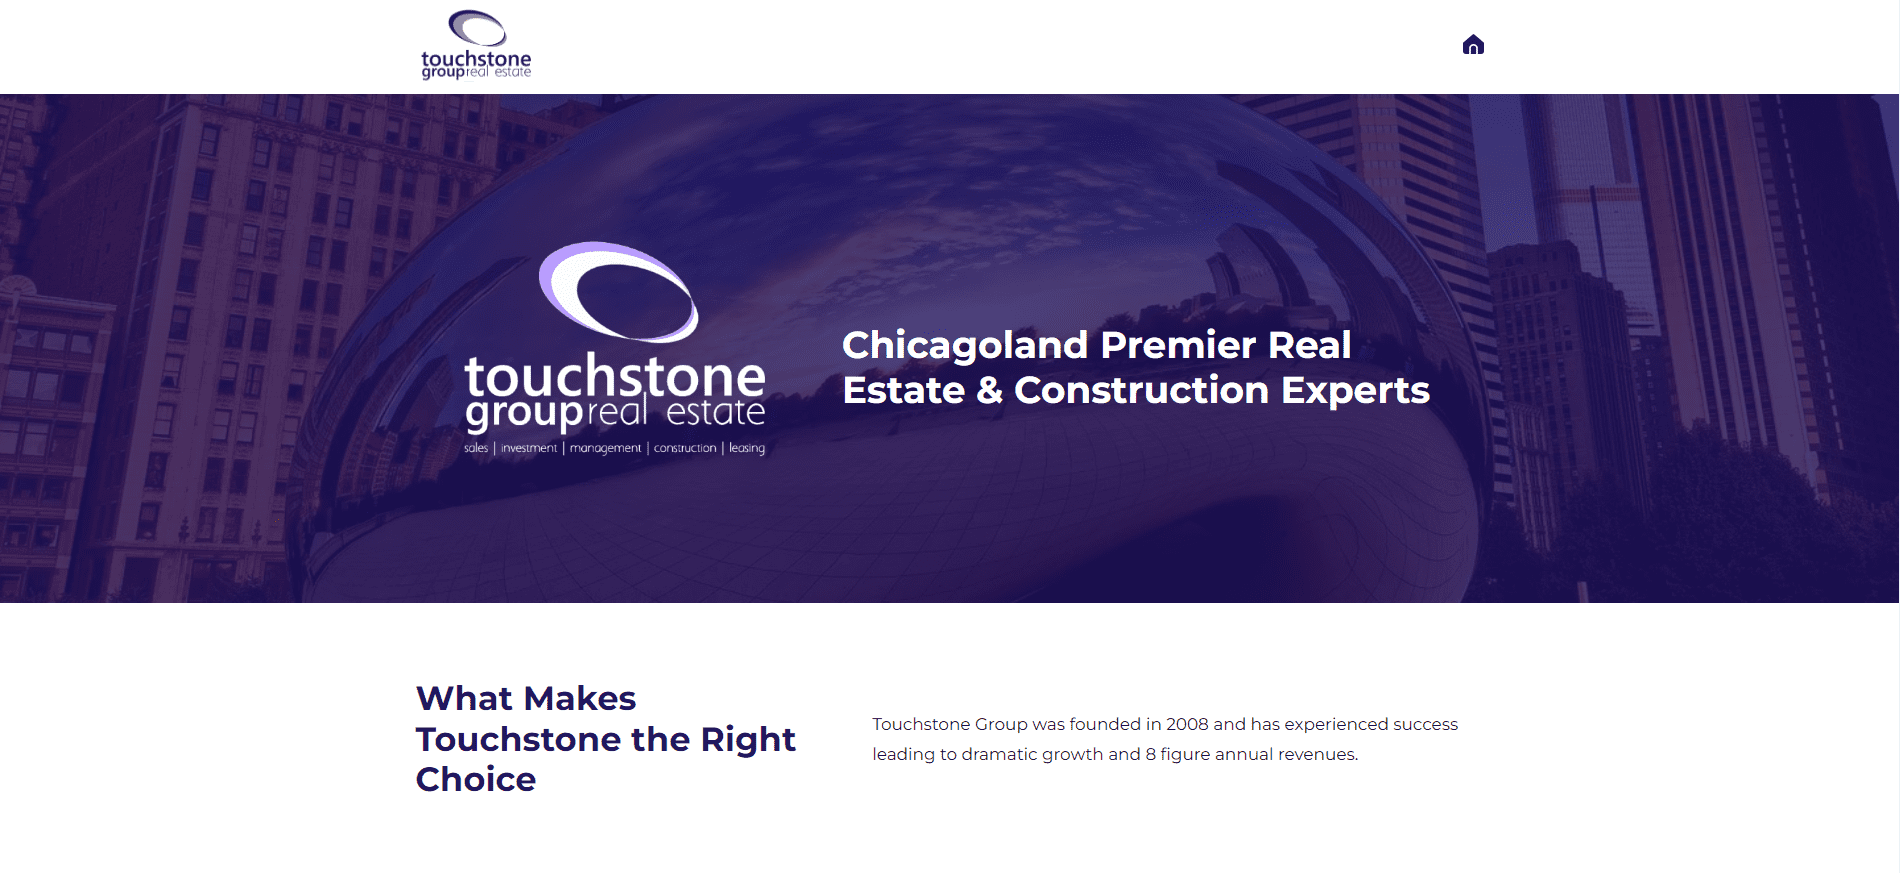 touchstone
groupreal estate
touchstone
groupreal estate
sales | investment | management | construction | leasing
Chicagoland Premier Real
Estate & Construction Experts
What Makes
Touchstone the Right
Choice
Touchstone Group was founded in 2008 and has experienced success
leading to dramatic growth and 8 figure annual revenues.